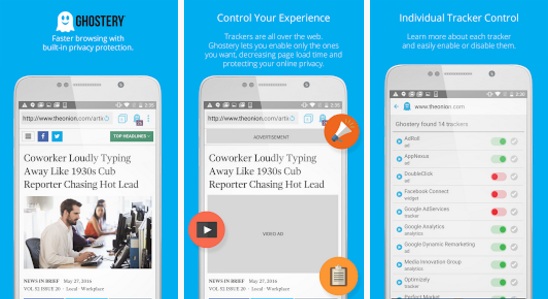 GHOSTERY
Faster browsing with
built-in privacy protection.
http://www.theonion.com/artic
TOP HEADLINES
Coworker Loudly Typing
Away Like 1930s Cub
Reporter Chasing Hot Lead
NEWS IN BRIEF May 27, 2016
VOL 52 ISSUE 20 · Local · Workplace
Control Your Experience
Trackers are all over the web.
Ghostery lets you enable only the ones
you want, decreasing page load time and
protecting your online privacy.
http://www.theonion.com/artic
ADVERTISEMENT
Coworker Loudly Typing
Away Like 1930s Cub
Reporter Chasing Hot Lead
VIDEO AD
NEWS IN BRIEF May 27, 2016
VOL 52 ISSUE 20 · Local · Workplace
Individual Tracker Control
Learn more about each tracker
and easily enable or disable them.
www.theonion.com
Ghostery found 14 trackers
AdRoll
ad
AppNexus
ad
DoubleClick
ad
Facebook Connect
widget
Google AdServices
tracker
Google Analytics
analytics
Google Dynamic Remarketing
ad
Media Innovation Group
analytics
Optimizely
tracker
Perfect Market